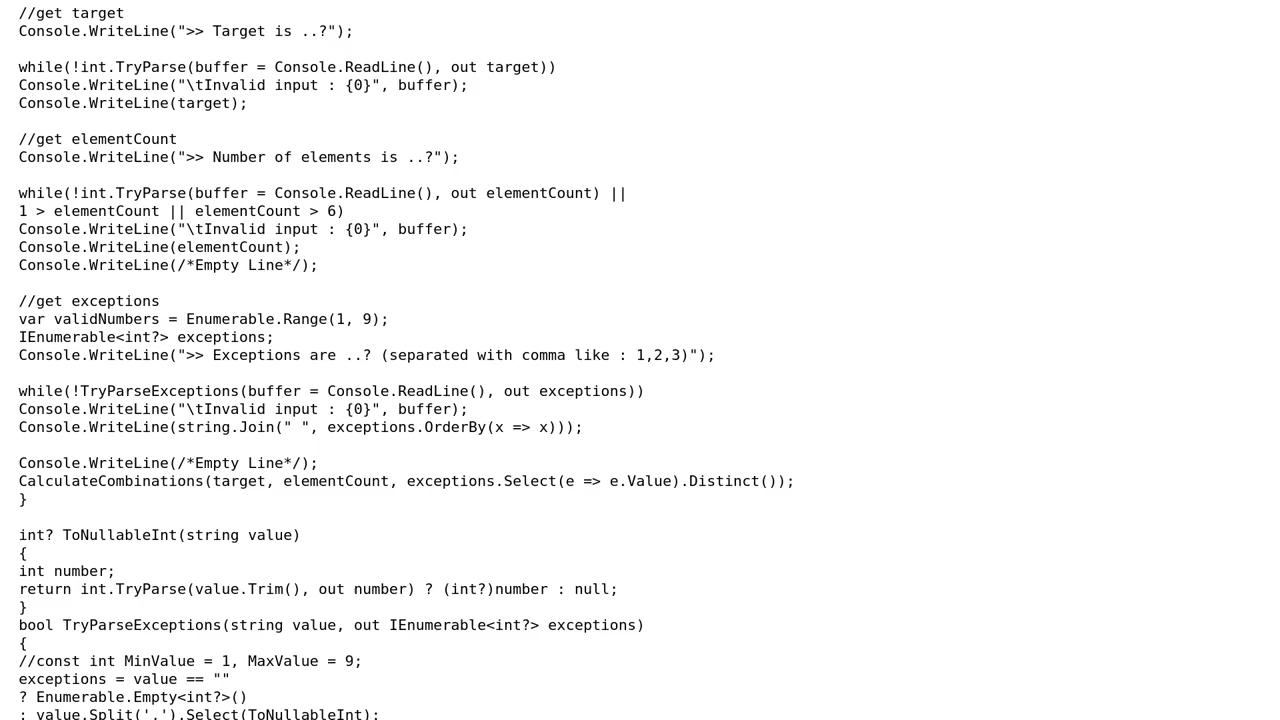 //get target
Console.WriteLine(">> Target is ..?");
while(!int.TryParse(buffer = Console.ReadLine(), out target))
Console.WriteLine("\tInvalid input : {0}", buffer);
Console.WriteLine(target);
//get elementCount
Console.WriteLine(">> Number of elements is ..?");
while(!int.TryParse(buffer = Console.ReadLine(), out elementCount) ||
1 > elementCount || elementCount > 6)
Console.WriteLine("\tInvalid input : {0}", buffer);
Console.WriteLine(elementCount);
Console.WriteLine(/*Empty Line*/);
//get exceptions
var validNumbers = Enumerable.Range(1, 9);
IEnumerable<int?> exceptions;
Console.WriteLine(">> Exceptions are ..? (separated with comma like : 1,2,3)");
while(!TryParseExceptions(buffer = Console.ReadLine(), out exceptions))
Console.WriteLine("\tInvalid input : {0}", buffer);
Console.WriteLine(string.Join(" ", exceptions.OrderBy(x => x)));
Console.WriteLine(/*Empty Line*/);
CalculateCombinations(target, elementCount, exceptions.Select(e => e.Value).Distinct());
}
int? ToNullableInt(string value)
{
int number;
return int.TryParse(value.Trim(), out number) ? (int?)number : null;
}
bool TryParseExceptions(string value, out IEnumerable<int?> exceptions)
{
//const int MinValue = 1, MaxValue = 9;
exceptions = value == ""
? Enumerable.Empty<int?>()
: value.Split(',').Select(ToNullableInt);